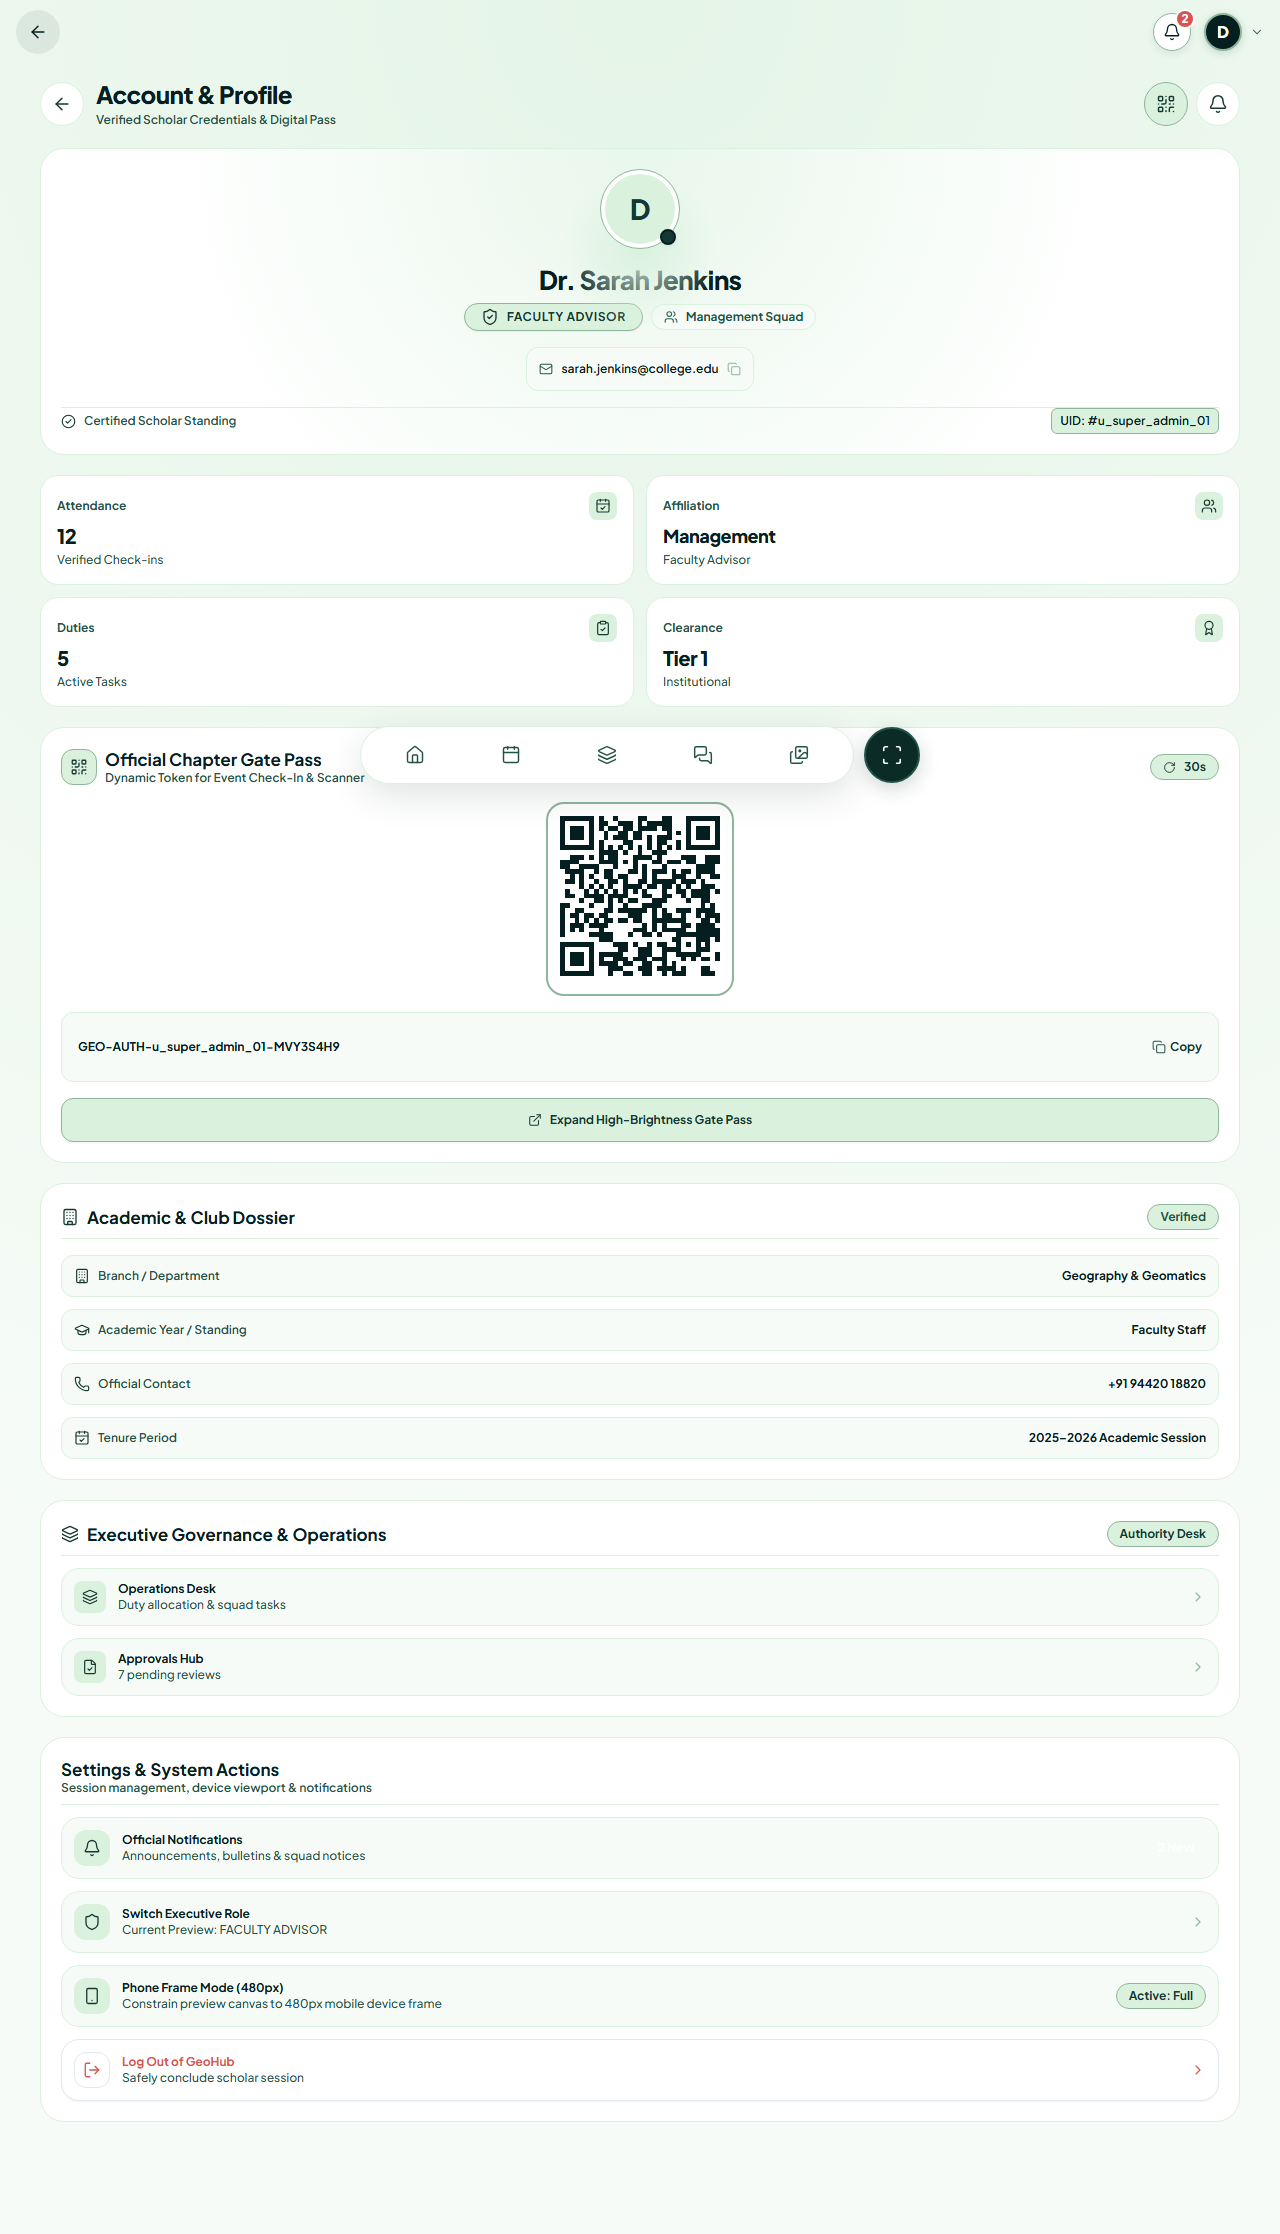 2
D
Account & Profile
Verified Scholar Credentials & Digital Pass
D
Dr. Sarah Jenkins
FACULTY ADVISOR
Management Squad
sarah.jenkins@college.edu
Certified Scholar Standing
UID: #u_super_admin_01
Attendance
12
Verified Check-ins
Affiliation
Management
Faculty Advisor
Duties
5
Active Tasks
Clearance
Tier 1
Institutional
Official Chapter Gate Pass
Dynamic Token for Event Check-In & Scanner
30s
GEO-AUTH-u_super_admin_01-MVY3S4H9
Copy
Expand High-Brightness Gate Pass
Academic & Club Dossier
Verified
Branch / Department
Geography & Geomatics
Academic Year / Standing
Faculty Staff
Official Contact
+91 94420 18820
Tenure Period
2025–2026 Academic Session
Executive Governance & Operations
Authority Desk
Operations Desk
Duty allocation & squad tasks
Approvals Hub
7 pending reviews
Settings & System Actions
Session management, device viewport & notifications
Official Notifications
Announcements, bulletins & squad notices
New
Switch Executive Role
Current Preview: FACULTY ADVISOR
Phone Frame Mode (480px)
Constrain preview canvas to 480px mobile device frame
Active: Full
Log Out of GeoHub
Safely conclude scholar session